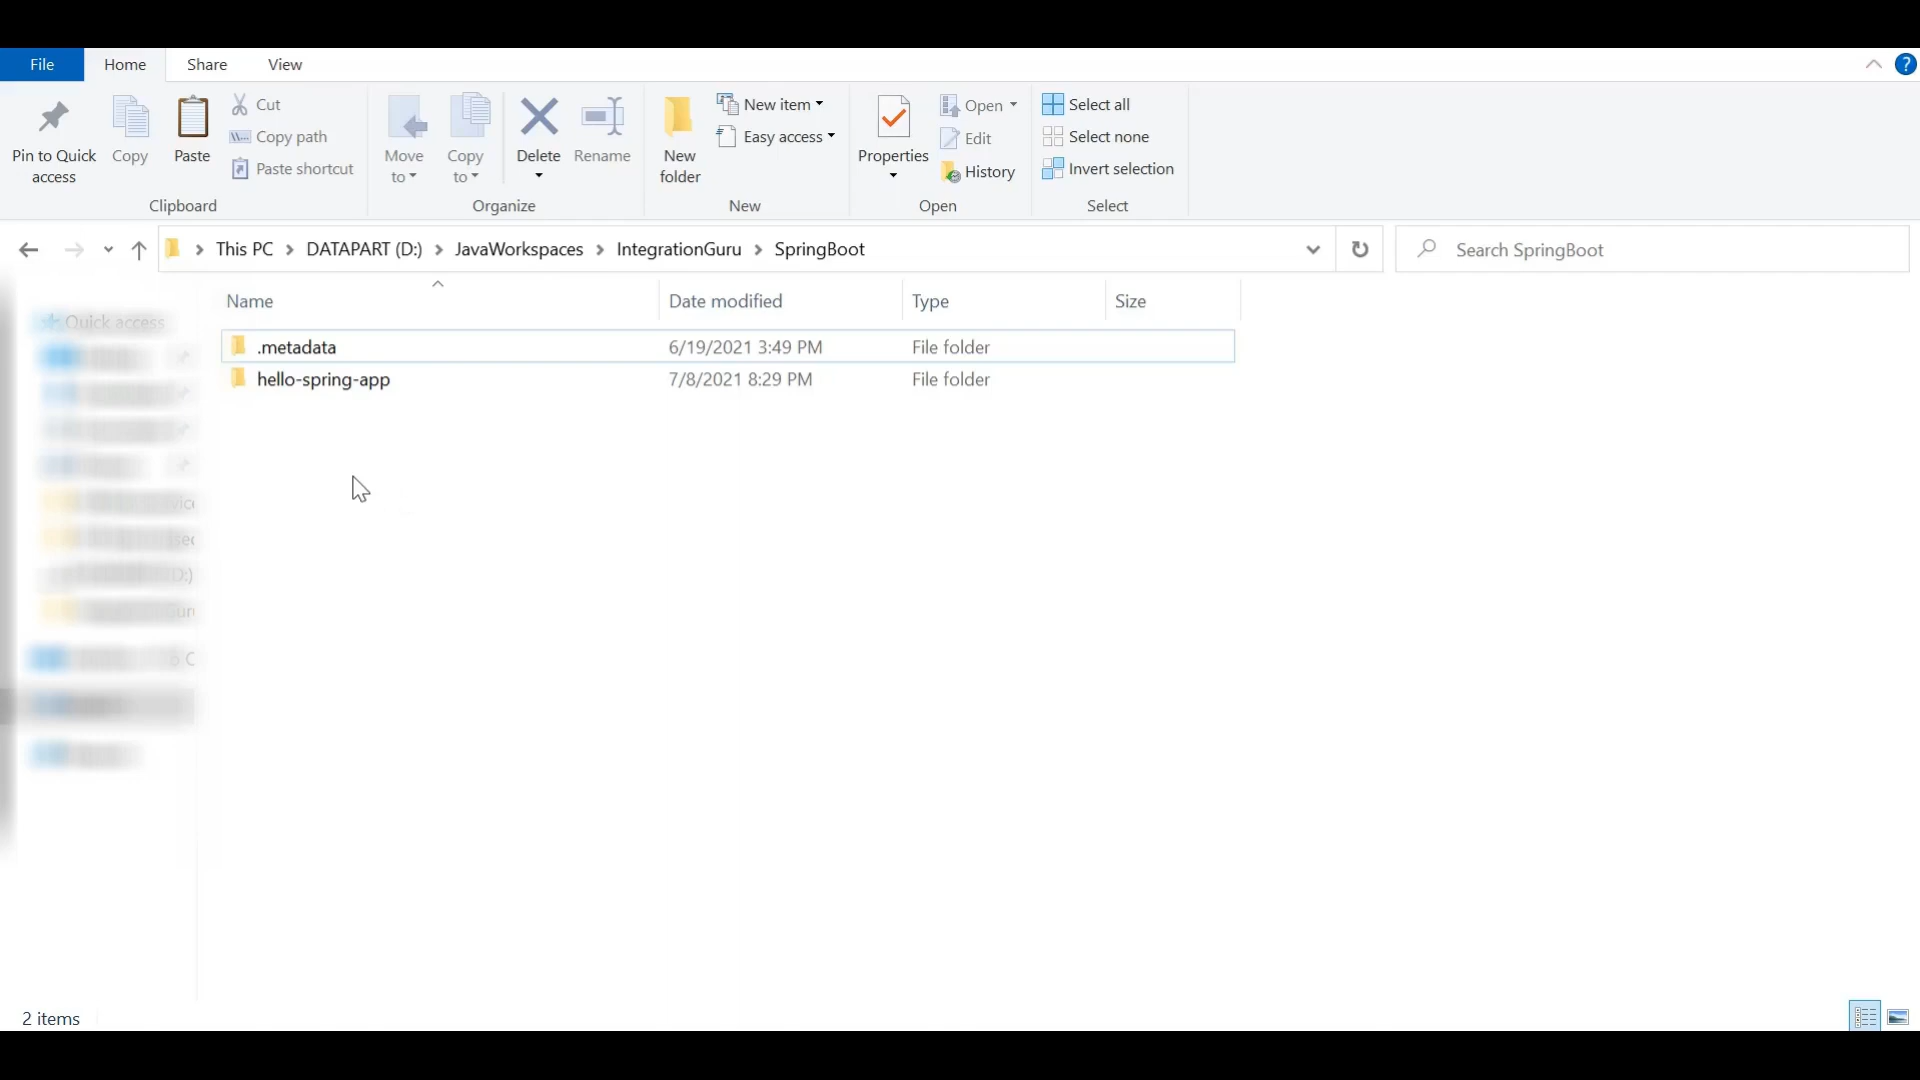 File Home Share View
Pin to Quick access
Copy
Paste
Cut
Copy path
Paste shortcut
Clipboard
Move to
Copy to
Delete
Rename
Organize
New folder
New item
Easy access
New
Properties
Open
Edit
History
Open
Select all
Select none
Invert selection
Select
This PC > DATAPART (D:) > JavaWorkspaces > IntegrationGuru > SpringBoot
Search SpringBoot
Name Date modified Type Size
.metadata 6/19/2021 3:49 PM File folder
hello-spring-app 7/8/2021 8:29 PM File folder
Quick access
2 items